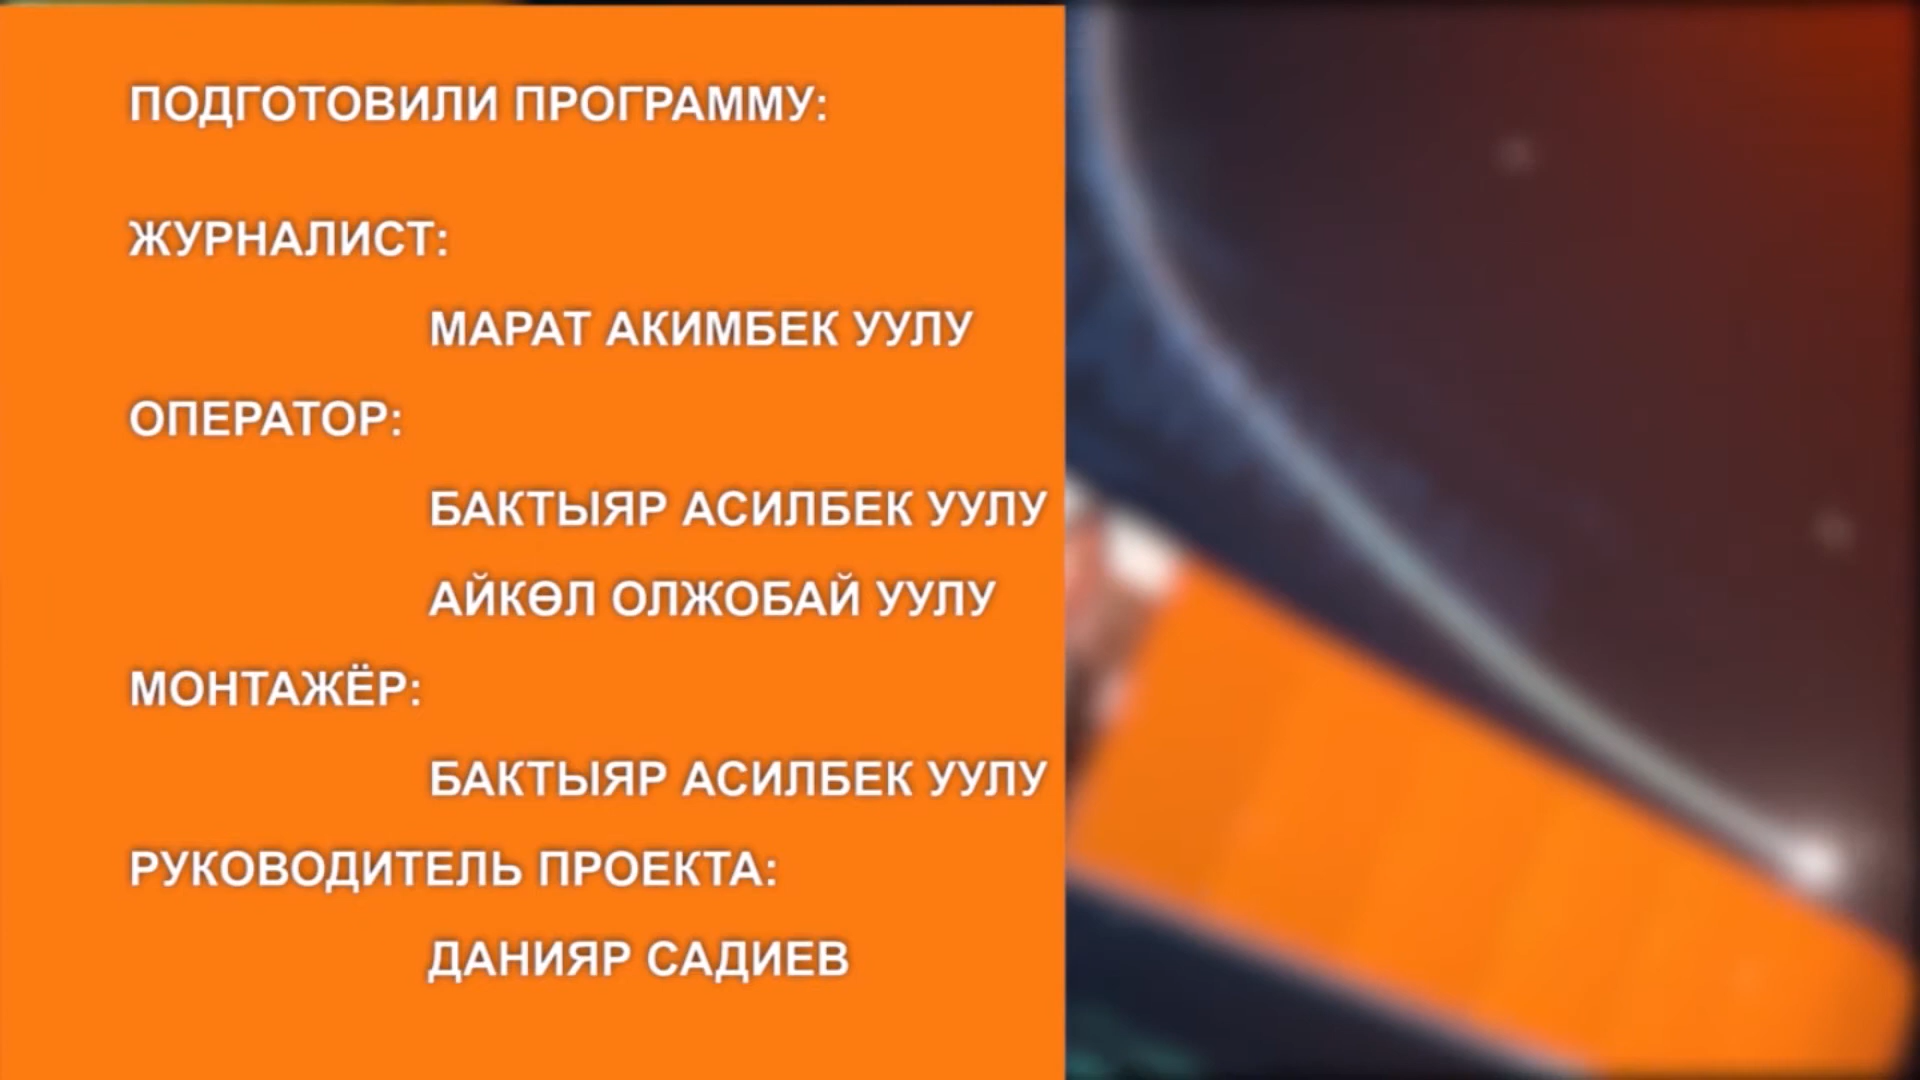 ПОДГОТОВИЛИ ПРОГРАММУ:
ЖУРНАЛИСТ:
МАРАТ АКИМБЕК УУЛУ
ОПЕРАТОР:
БАКТЫЯР АСИЛБЕК УУЛУ
АЙКӨЛ ОЛЖОБАЙ УУЛУ
МОНТАЖЁР:
БАКТЫЯР АСИЛБЕК УУЛУ
РУКОВОДИТЕЛЬ ПРОЕКТА:
ДАНИЯР САДИЕВ